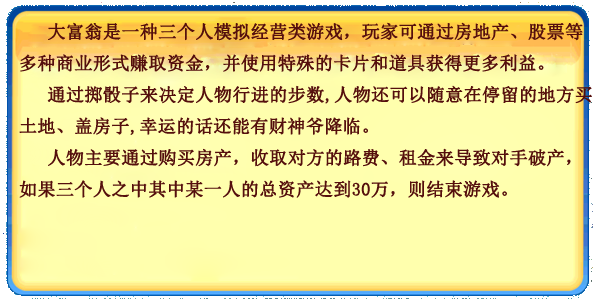 大富翁是一种三个人模拟经营类游戏，玩家可通过房地产、股票等
多种商业形式赚取资金，并使用特殊的卡片和道具获得更多利益。
通过掷骰子来决定人物行进的步数,人物还可以随意在停留的地方买
土地、盖房子,幸运的话还能有财神爷降临。
人物主要通过购买房产，收取对方的路费、租金来导致对手破产，
如果三个人之中其中某一人的总资产达到30万，则结束游戏。